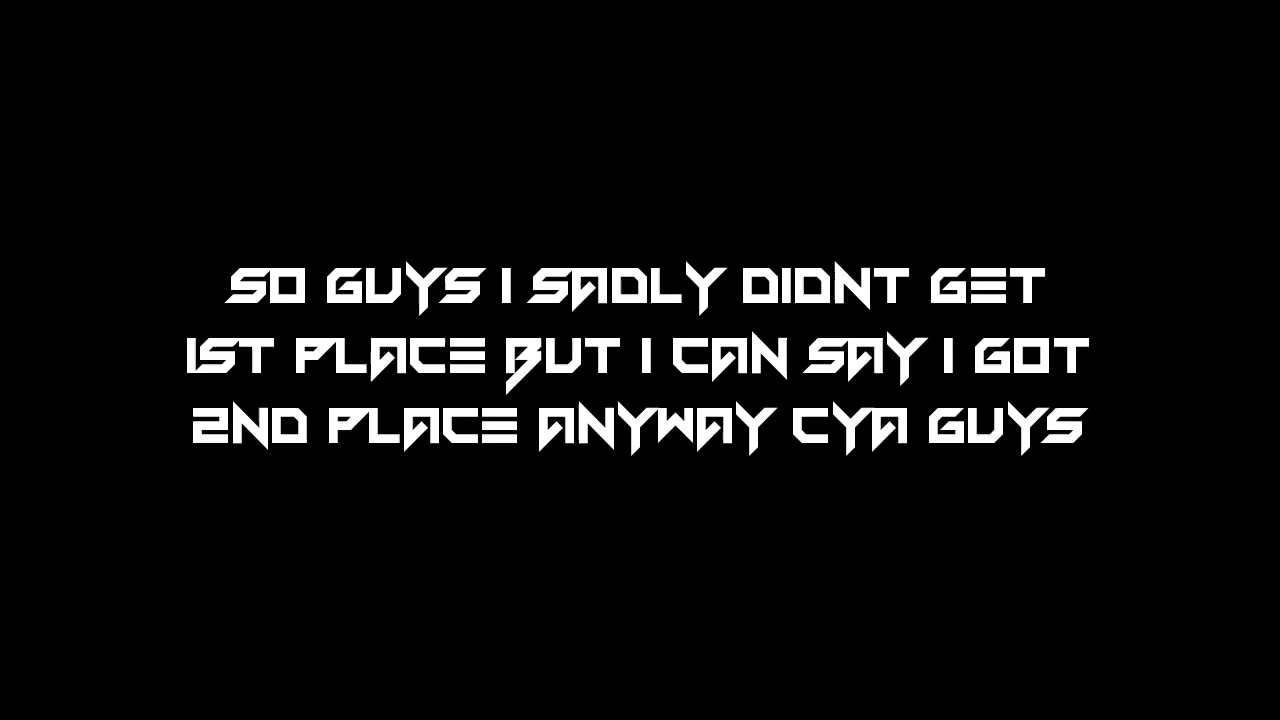 SO GUYS I SADLY DIDNT GET
1ST PLACE BUT I CAN SAY I GOT
2ND PLACE ANYWAY CYA GUYS